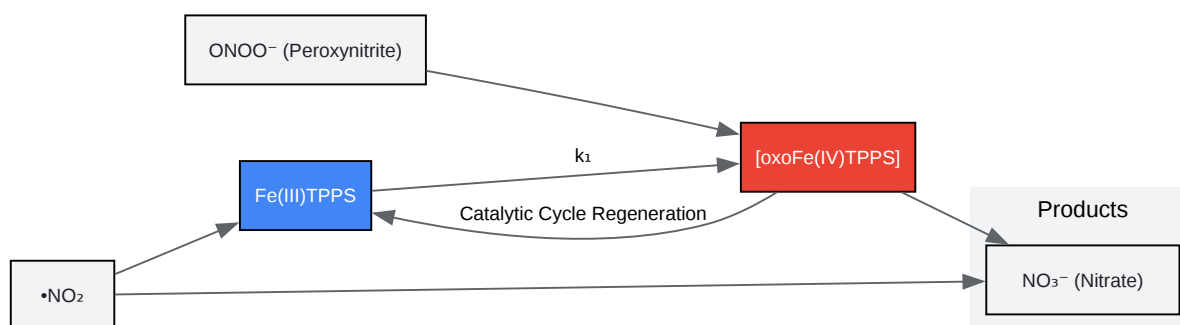 ONOO⁻ (Peroxynitrite)
k₁
[oxoFe(IV)TPPS]
Fe(III)TPPS
Catalytic Cycle Regeneration
Products
•NO₂
NO₃⁻ (Nitrate)